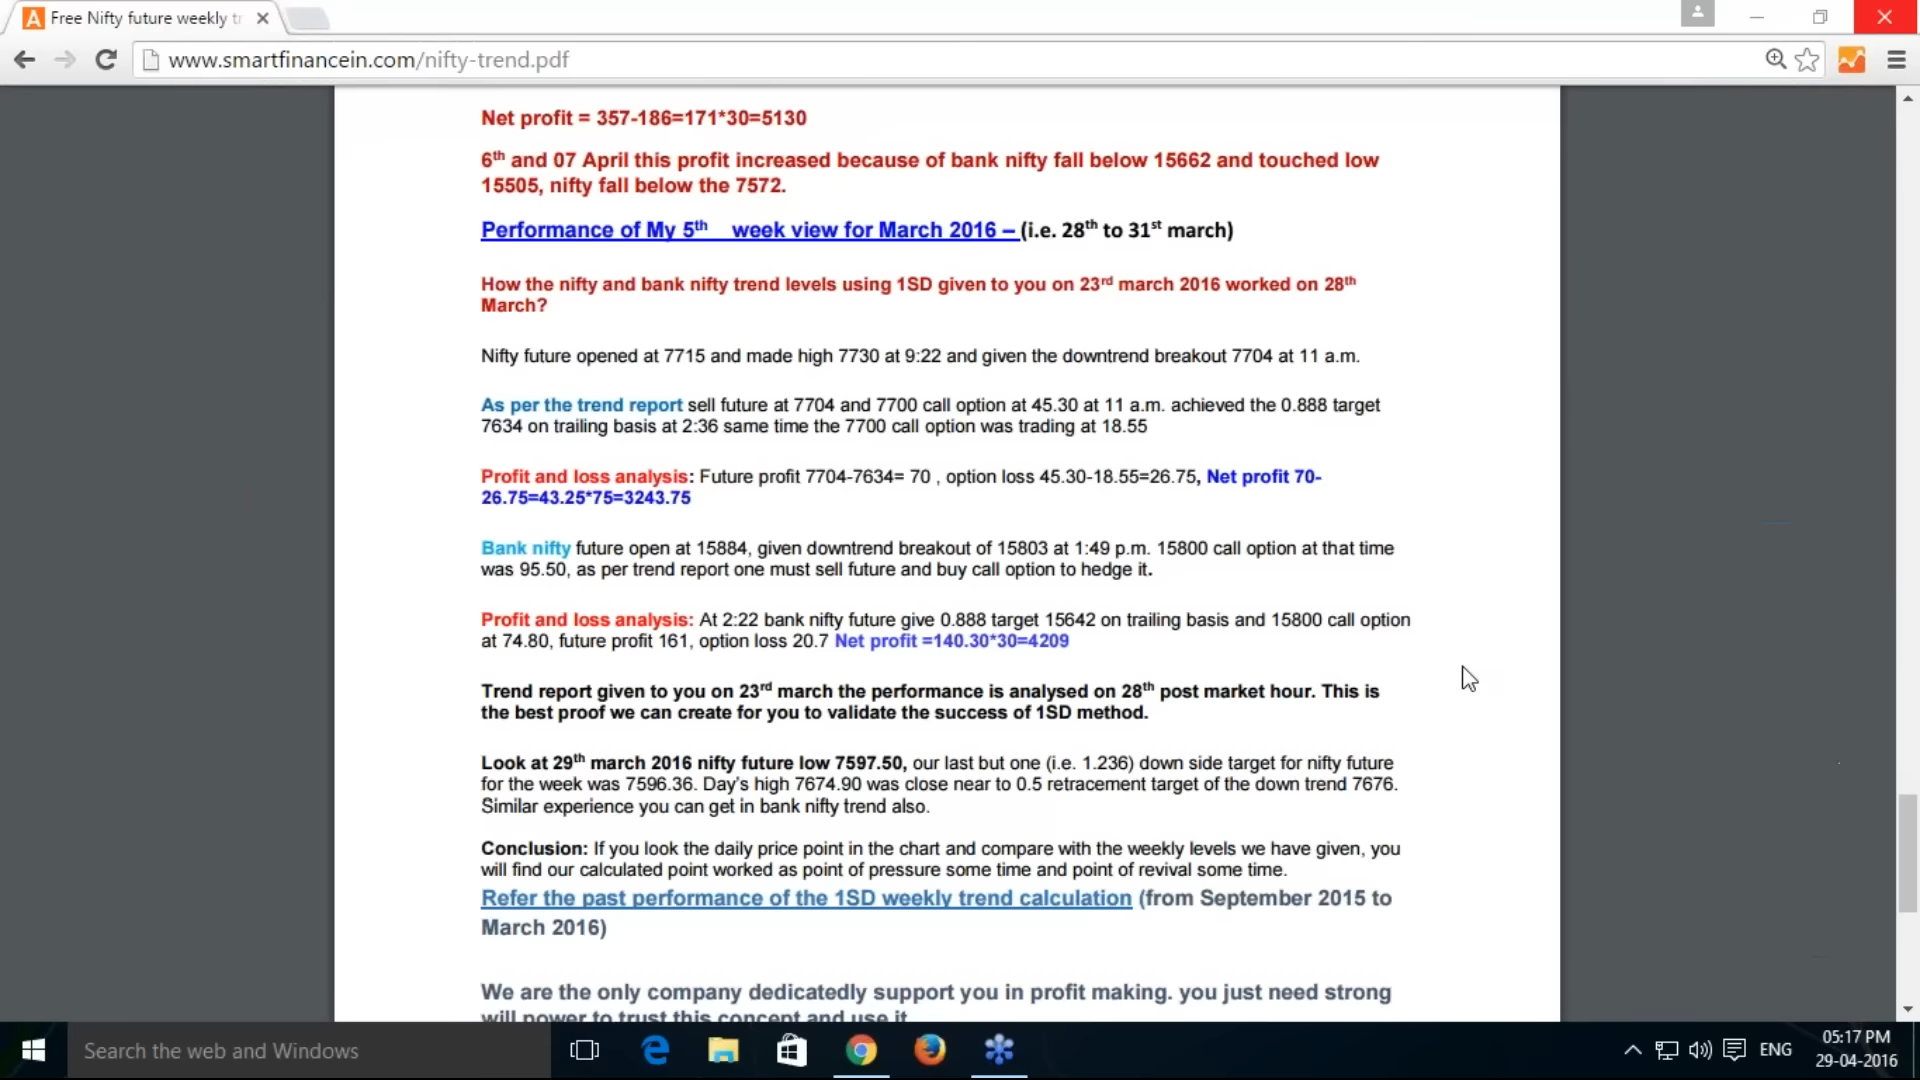 Free Nifty future weekly tr
www.smartfinancein.com/nifty-trend.pdf
Net profit = 357-186=171*30=5130
6th and 07 April this profit increased because of bank nifty fall below 15662 and touched low
15505, nifty fall below the 7572.
Performance of My 5th week view for March 2016 – (i.e. 28th to 31st march)
How the nifty and bank nifty trend levels using 1SD given to you on 23rd march 2016 worked on 28th
March?
Nifty future opened at 7715 and made high 7730 at 9:22 and given the downtrend breakout 7704 at 11 a.m.
As per the trend report sell future at 7704 and 7700 call option at 45.30 at 11 a.m. achieved the 0.888 target
7634 on trailing basis at 2:36 same time the 7700 call option was trading at 18.55
Profit and loss analysis: Future profit 7704-7634= 70 , option loss 45.30-18.55=26.75, Net profit 70-
26.75=43.25*75=3243.75
Bank nifty future open at 15884, given downtrend breakout of 15803 at 1:49 p.m. 15800 call option at that time
was 95.50, as per trend report one must sell future and buy call option to hedge it.
Profit and loss analysis: At 2:22 bank nifty future give 0.888 target 15642 on trailing basis and 15800 call option
at 74.80, future profit 161, option loss 20.7 Net profit =140.30*30=4209
Trend report given to you on 23rd march the performance is analysed on 28th post market hour. This is
the best proof we can create for you to validate the success of 1SD method.
Look at 29th march 2016 nifty future low 7597.50, our last but one (i.e. 1.236) down side target for nifty future
for the week was 7596.36. Day's high 7674.90 was close near to 0.5 retracement target of the down trend 7676.
Similar experience you can get in bank nifty trend also.
Conclusion: If you look the daily price point in the chart and compare with the weekly levels we have given, you
will find our calculated point worked as point of pressure some time and point of revival some time.
Refer the past performance of the 1SD weekly trend calculation (from September 2015 to
March 2016)
We are the only company dedicatedly support you in profit making. you just need strong
will power to trust this concept and use it
Search the web and Windows
ENG
05:17 PM
29-04-2016